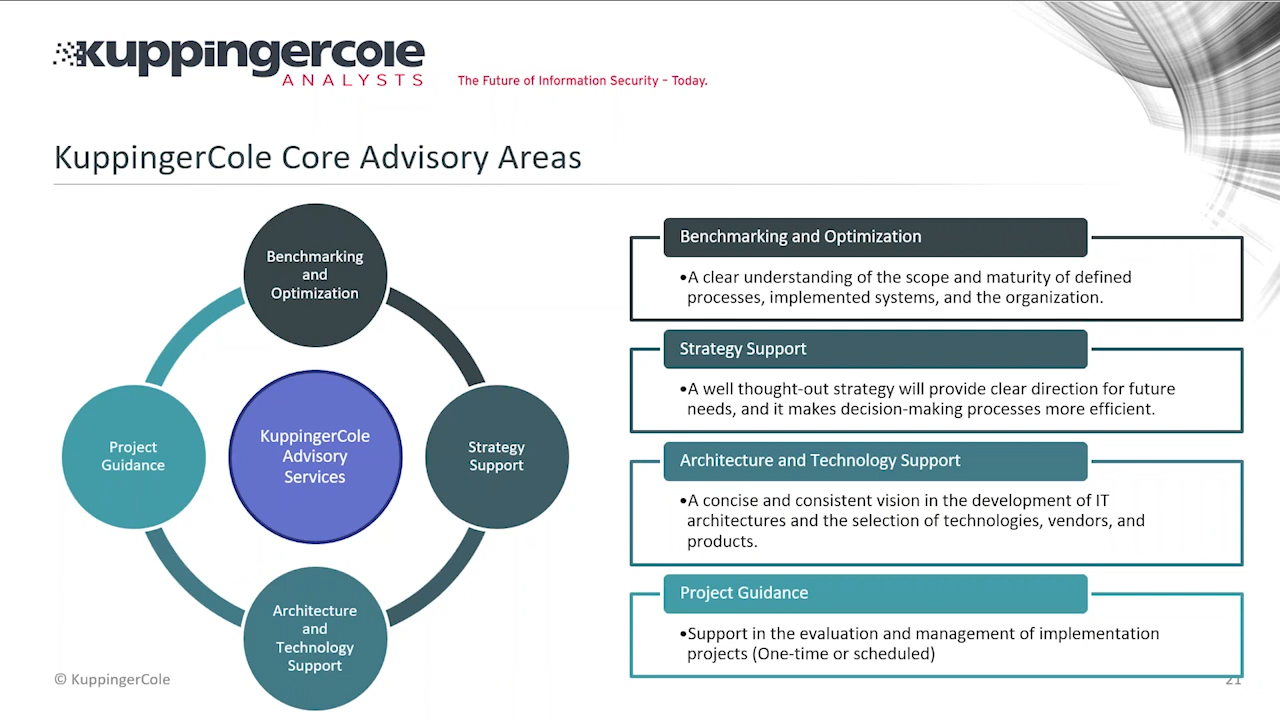 kuppingercole
ANALYSTS
The Future of Information Security – Today.
KuppingerCole Core Advisory Areas
Benchmarking
and
Optimization
Project
Guidance
KuppingerCole
Advisory
Services
Strategy
Support
Architecture
and
Technology
Support
Benchmarking and Optimization
•A clear understanding of the scope and maturity of defined
processes, implemented systems, and the organization.
Strategy Support
•A well thought-out strategy will provide clear direction for future
needs, and it makes decision-making processes more efficient.
Architecture and Technology Support
•A concise and consistent vision in the development of IT
architectures and the selection of technologies, vendors, and
products.
Project Guidance
•Support in the evaluation and management of implementation
projects (One-time or scheduled)
© KuppingerCole
21